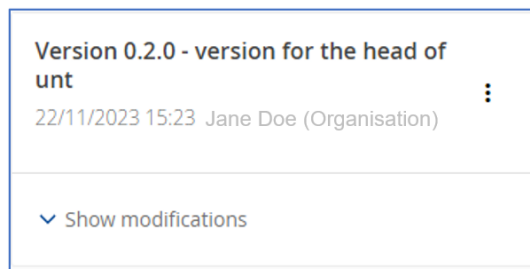 Version 0.2.0 - version for the head of
unt
22/11/2023 15:23 Jane Doe (Organisation)
Show modifications